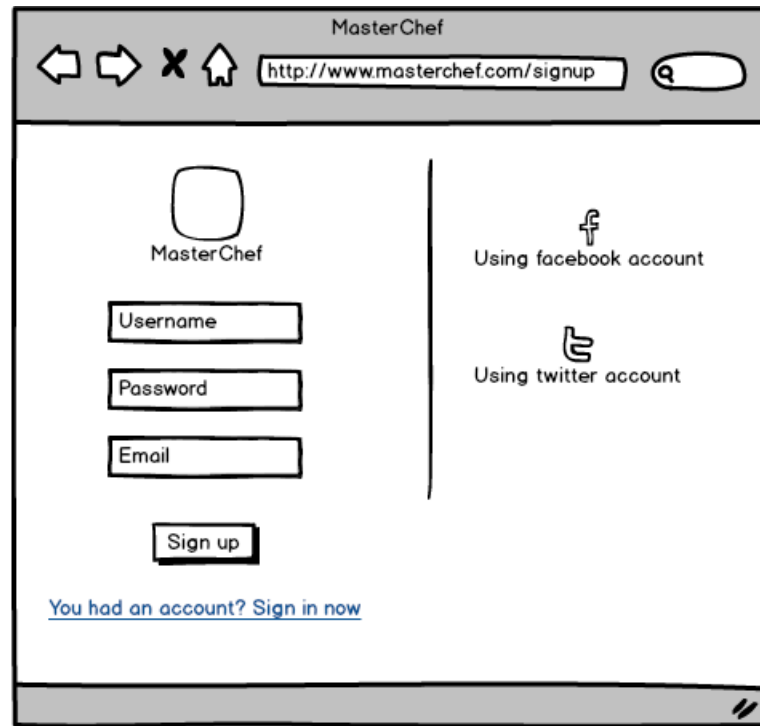 MasterChef
http://www.masterchef.com/signup
MasterChef
Username
Password
Email
Sign up
You had an account? Sign in now
Using facebook account
Using twitter account